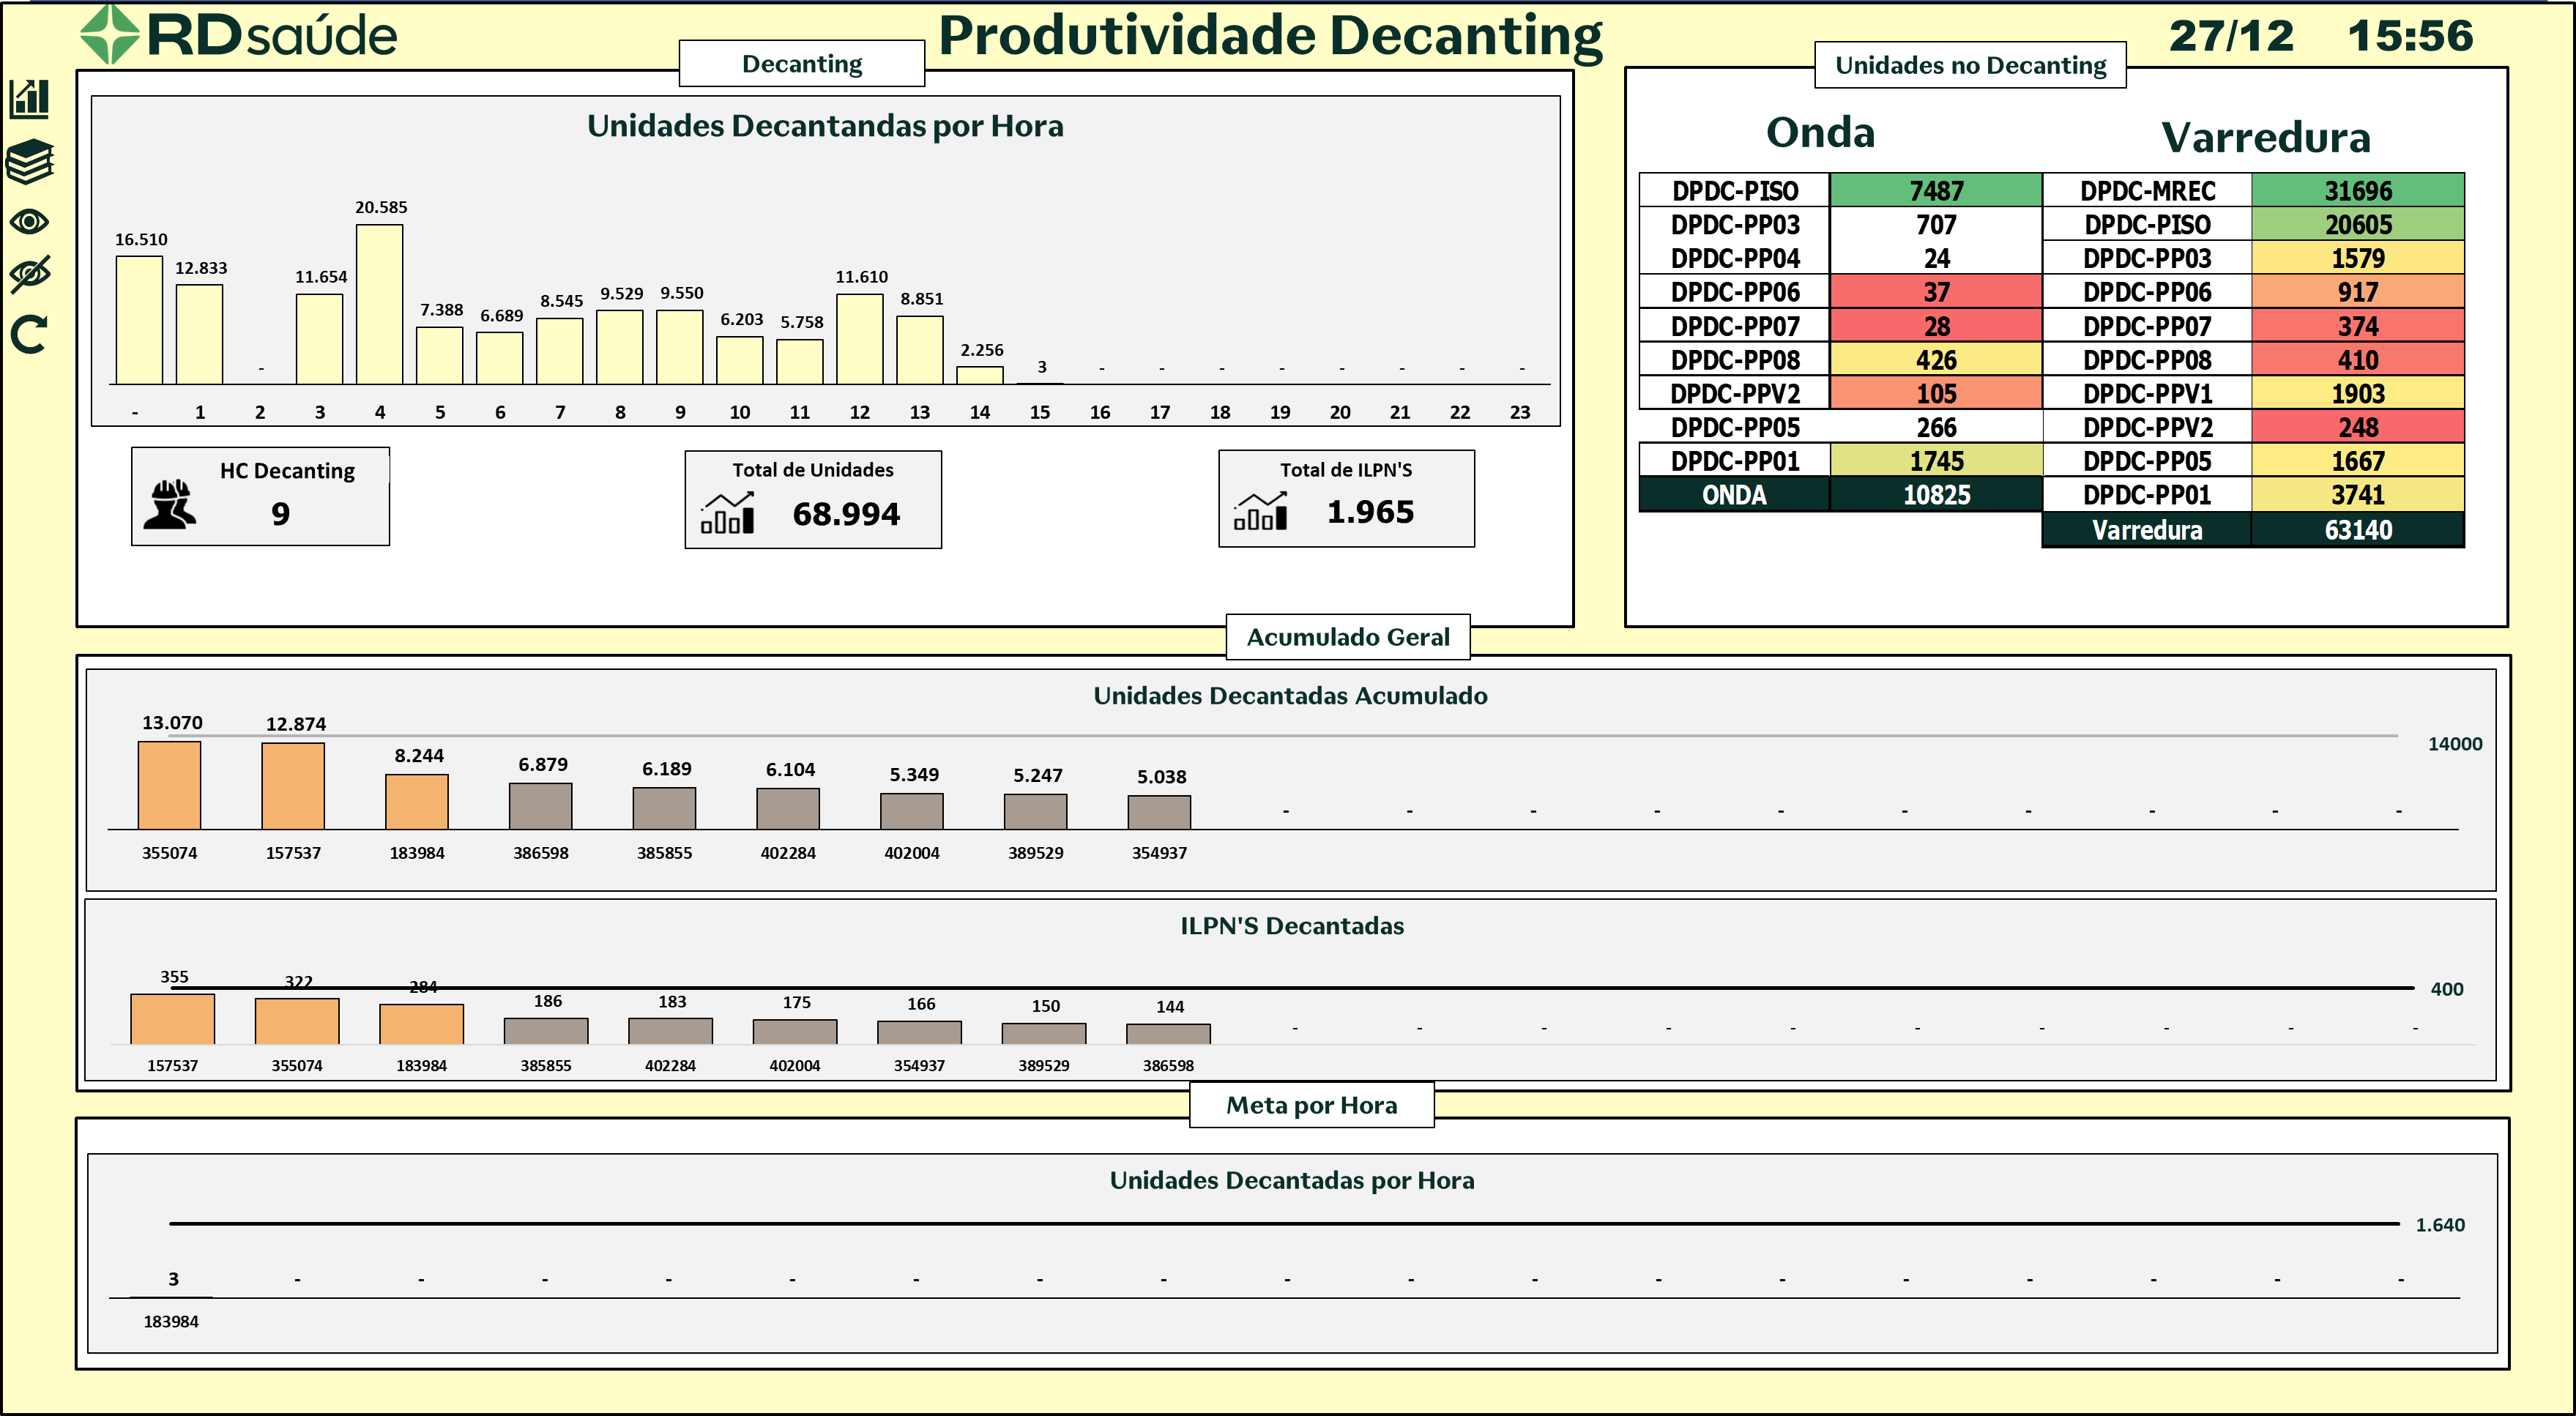 RDsaúde
Produtividade Decanting
27/12 15:56
Decanting
Unidades Decantandas por Hora
16.510 12.833 - 11.654 20.585 7.388 6.689 8.545 9.529 9.550 6.203 5.758 11.610 8.851 2.256 3 - - - - - - - -
- 1 2 3 4 5 6 7 8 9 10 11 12 13 14 15 16 17 18 19 20 21 22 23
HC Decanting
9
Total de Unidades
68.994
Total de ILPN'S
1.965
Unidades no Decanting
Onda Varredura
DPDC-PISO 7487 DPDC-MREC 31696
DPDC-PP03 707 DPDC-PISO 20605
DPDC-PP04 24 DPDC-PP03 1579
DPDC-PP06 37 DPDC-PP06 917
DPDC-PP07 28 DPDC-PP07 374
DPDC-PP08 426 DPDC-PP08 410
DPDC-PPV2 105 DPDC-PPV1 1903
DPDC-PP05 266 DPDC-PPV2 248
DPDC-PP01 1745 DPDC-PP05 1667
ONDA 10825 DPDC-PP01 3741
Varredura 63140
Acumulado Geral
Unidades Decantadas Acumulado
13.070 12.874 8.244 6.879 6.189 6.104 5.349 5.247 5.038 - - - - - - - - - -
14000
355074 157537 183984 386598 385855 402284 402004 389529 354937
ILPN'S Decantadas
355 322 284 186 183 175 166 150 144 - - - - - - - - - -
400
157537 355074 183984 385855 402284 402004 354937 389529 386598
Meta por Hora
Unidades Decantadas por Hora
1.640
3 - - - - - - - - - - - - - - - - - -
183984